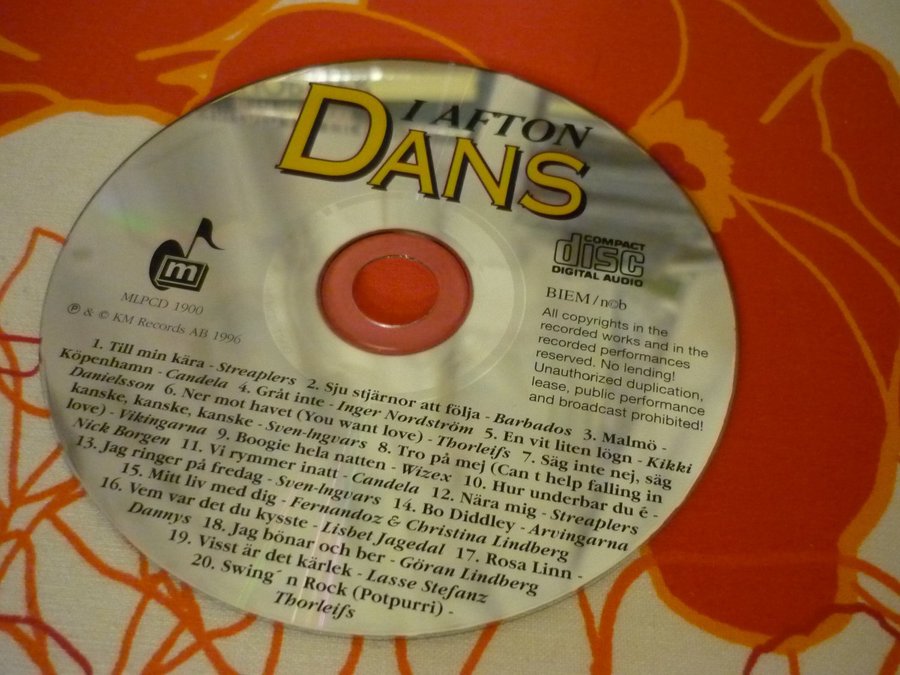 I AFTON
DANS
m
COMPACT
disc
DIGITAL AUDIO
MLPCD 1900
℗ & © KM Records AB 1996
BIEM / n©b
All copyrights in the
recorded works and in the
recorded performances
reserved. No lending!
Unauthorized duplication,
lease, public performance
and broadcast prohibited!
1. Till min kära - Streaplers 2. Sju stjärnor att följa - Barbados 3. Malmö -
Köpenhamn - Candela 4. Gråt inte - Inger Nordström 5. En vit liten lögn - Kikki
Danielsson 6. Ner mot havet (You want love) - Thorleifs 7. Säg inte nej, säg
kanske, kanske, kanske - Sven-Ingvars 8. Tro på mej (Can t help falling in
love) - Vikingarna 9. Boogie hela natten - Wizex 10. Hur underbar du é -
Nick Borgen 11. Vi rymmer inatt - Candela 12. Nära mig - Streaplers
13. Jag ringer på fredag - Sven-Ingvars 14. Bo Diddley - Arvingarna
15. Mitt liv med dig - Fernandoz & Christina Lindberg
16. Vem var det du kysste - Lisbet Jagedal 17. Rosa Linn -
Dannys 18. Jag bönar och ber - Göran Lindberg
19. Visst är det kärlek - Lasse Stefanz
20. Swing´n Rock (Potpurri) -
Thorleifs